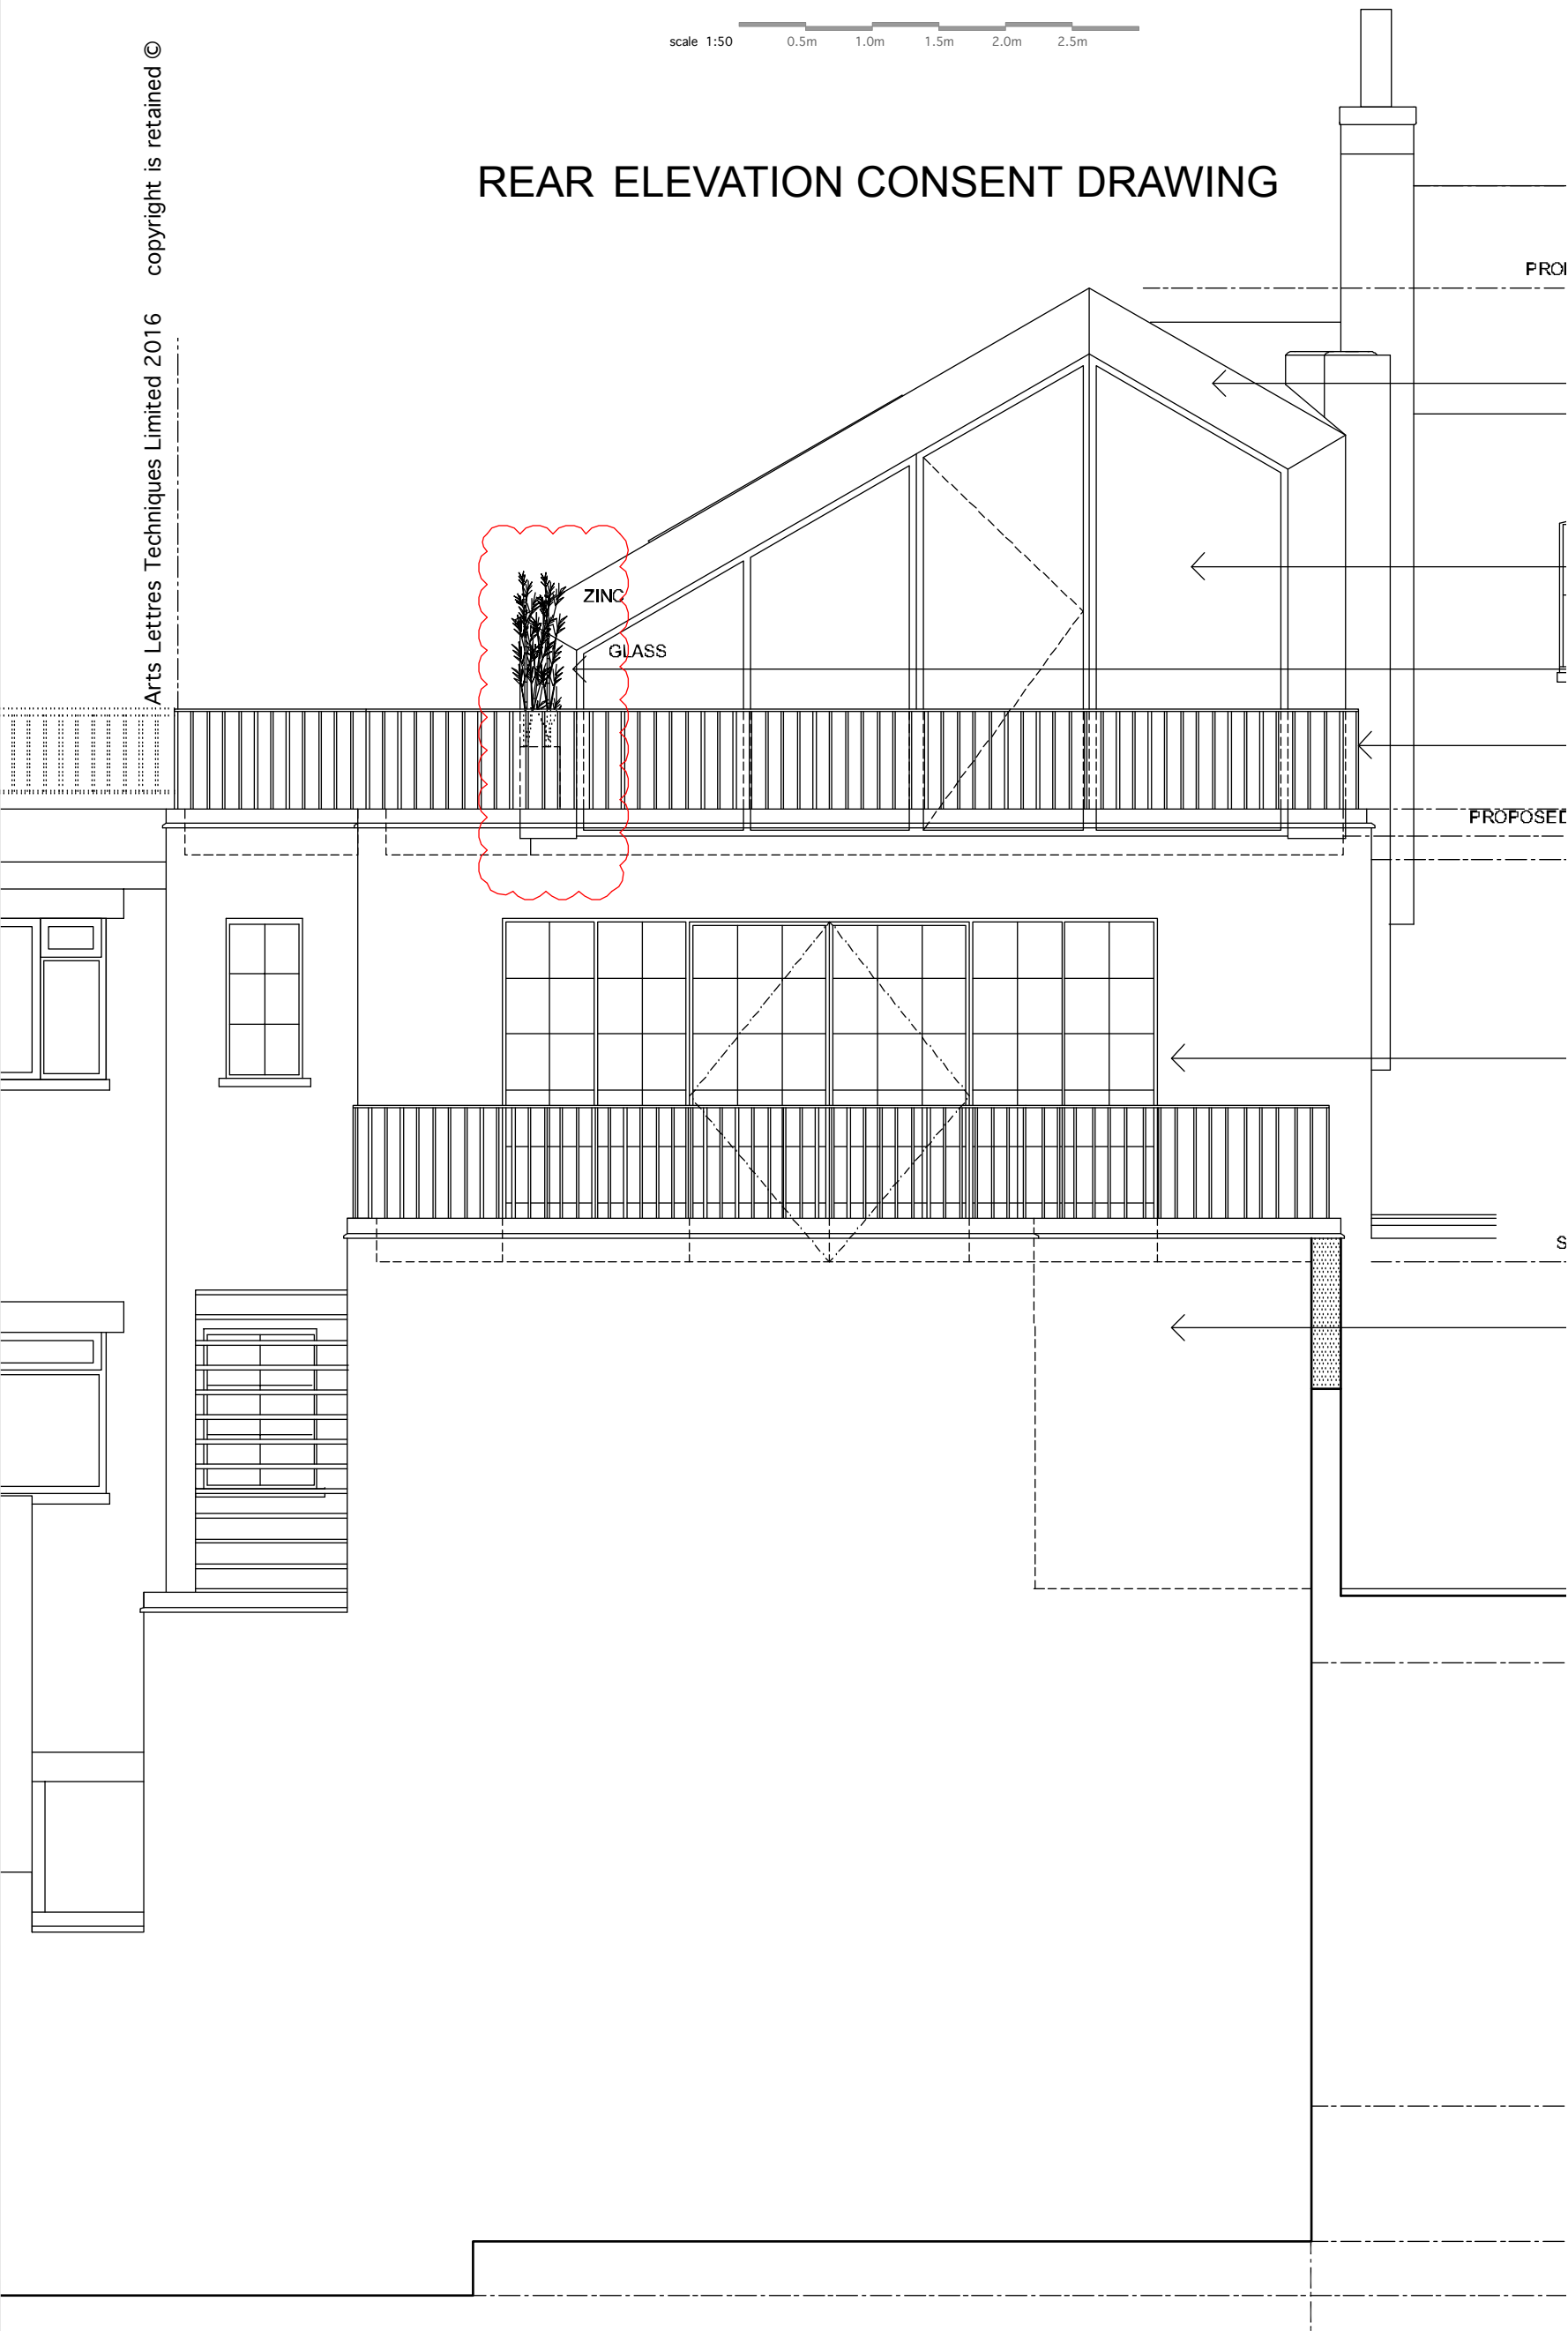 scale 1:50 0.5m 1.0m 1.5m 2.0m 2.5m
Arts Lettres Techniques Limited 2016 copyright is retained ©
REAR ELEVATION CONSENT DRAWING
PROI
ZINC
GLASS
PROPOSED
S